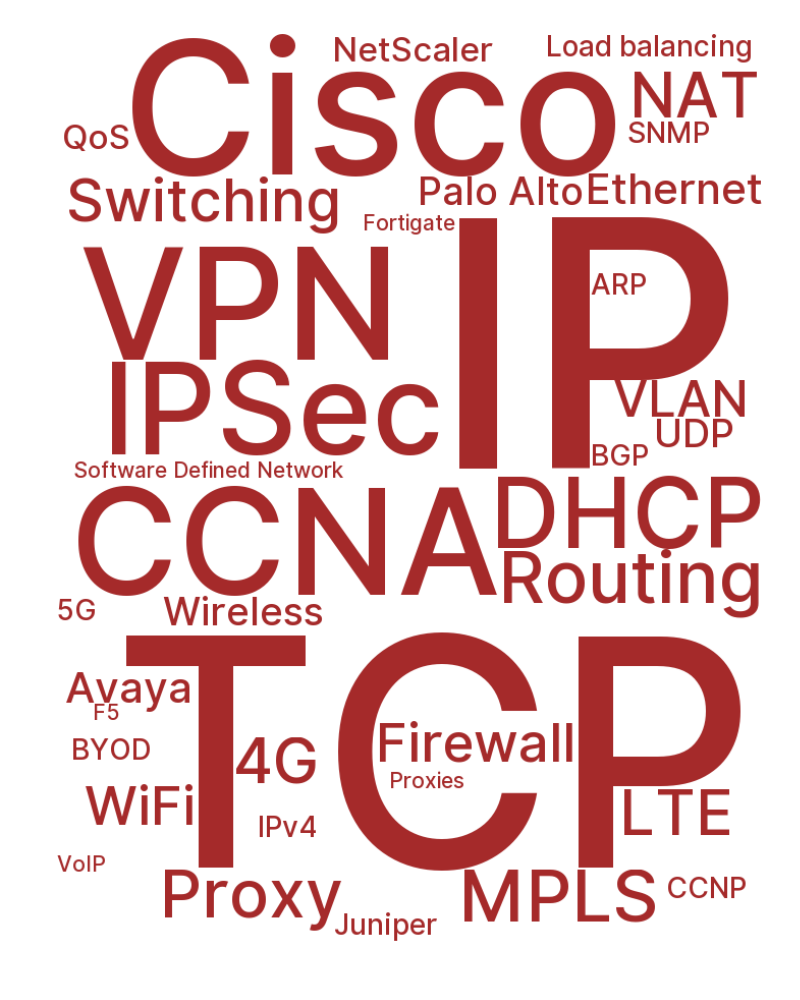 NetScaler
Load balancing
Cisco
NAT
QoS
SNMP
Switching
Palo Alto
Ethernet
Fortigate
VPN
IP
ARP
IPSec
VLAN
UDP
BGP
Software Defined Network
CCNA
DHCP
Routing
5G
Wireless
TCP
Avaya
F5
BYOD
4G
Firewall
Proxies
WiFi
IPv4
LTE
VoIP
Proxy
MPLS
CCNP
Juniper